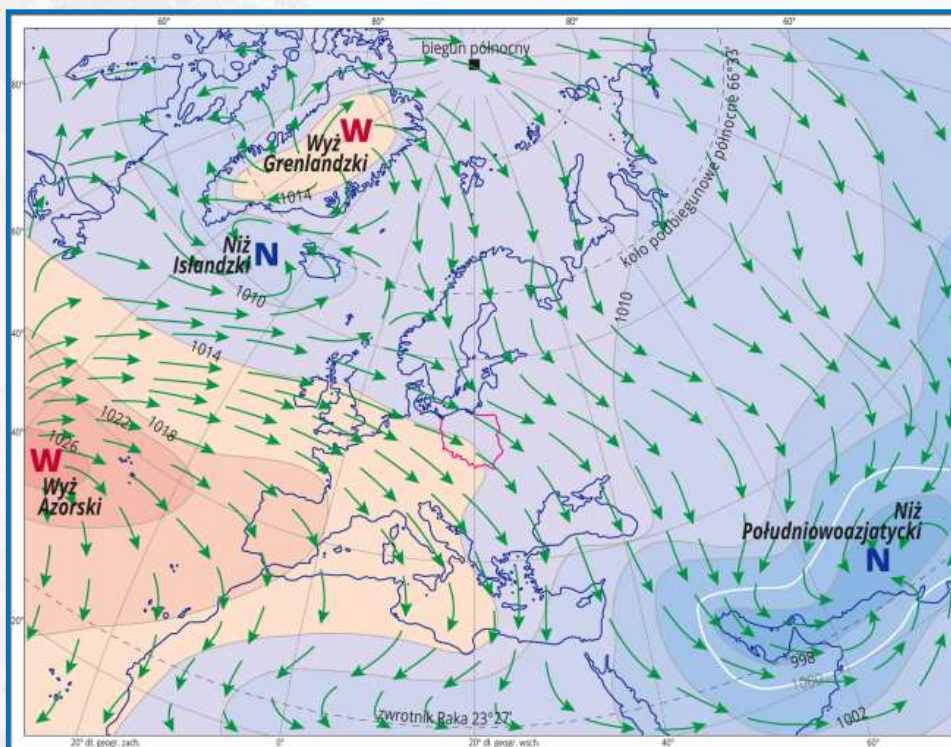 60°
80°
80°
60°
biegun północny
80°
koło podbiegunowe północne 66°33'
W
Wyż
Grenlandzki
1014
60°
Niż
Islandzki
N
1010
1010
40°
1014
1022
1018
1026
40°
W
Wyż
Azorski
Niż
Południowoazjatycki
N
20°
998
1000
1002
zwrotnik Raka 23°27'
20° dł. geogr. zach.
0°
20° dł. geogr. wsch.
40°
60°